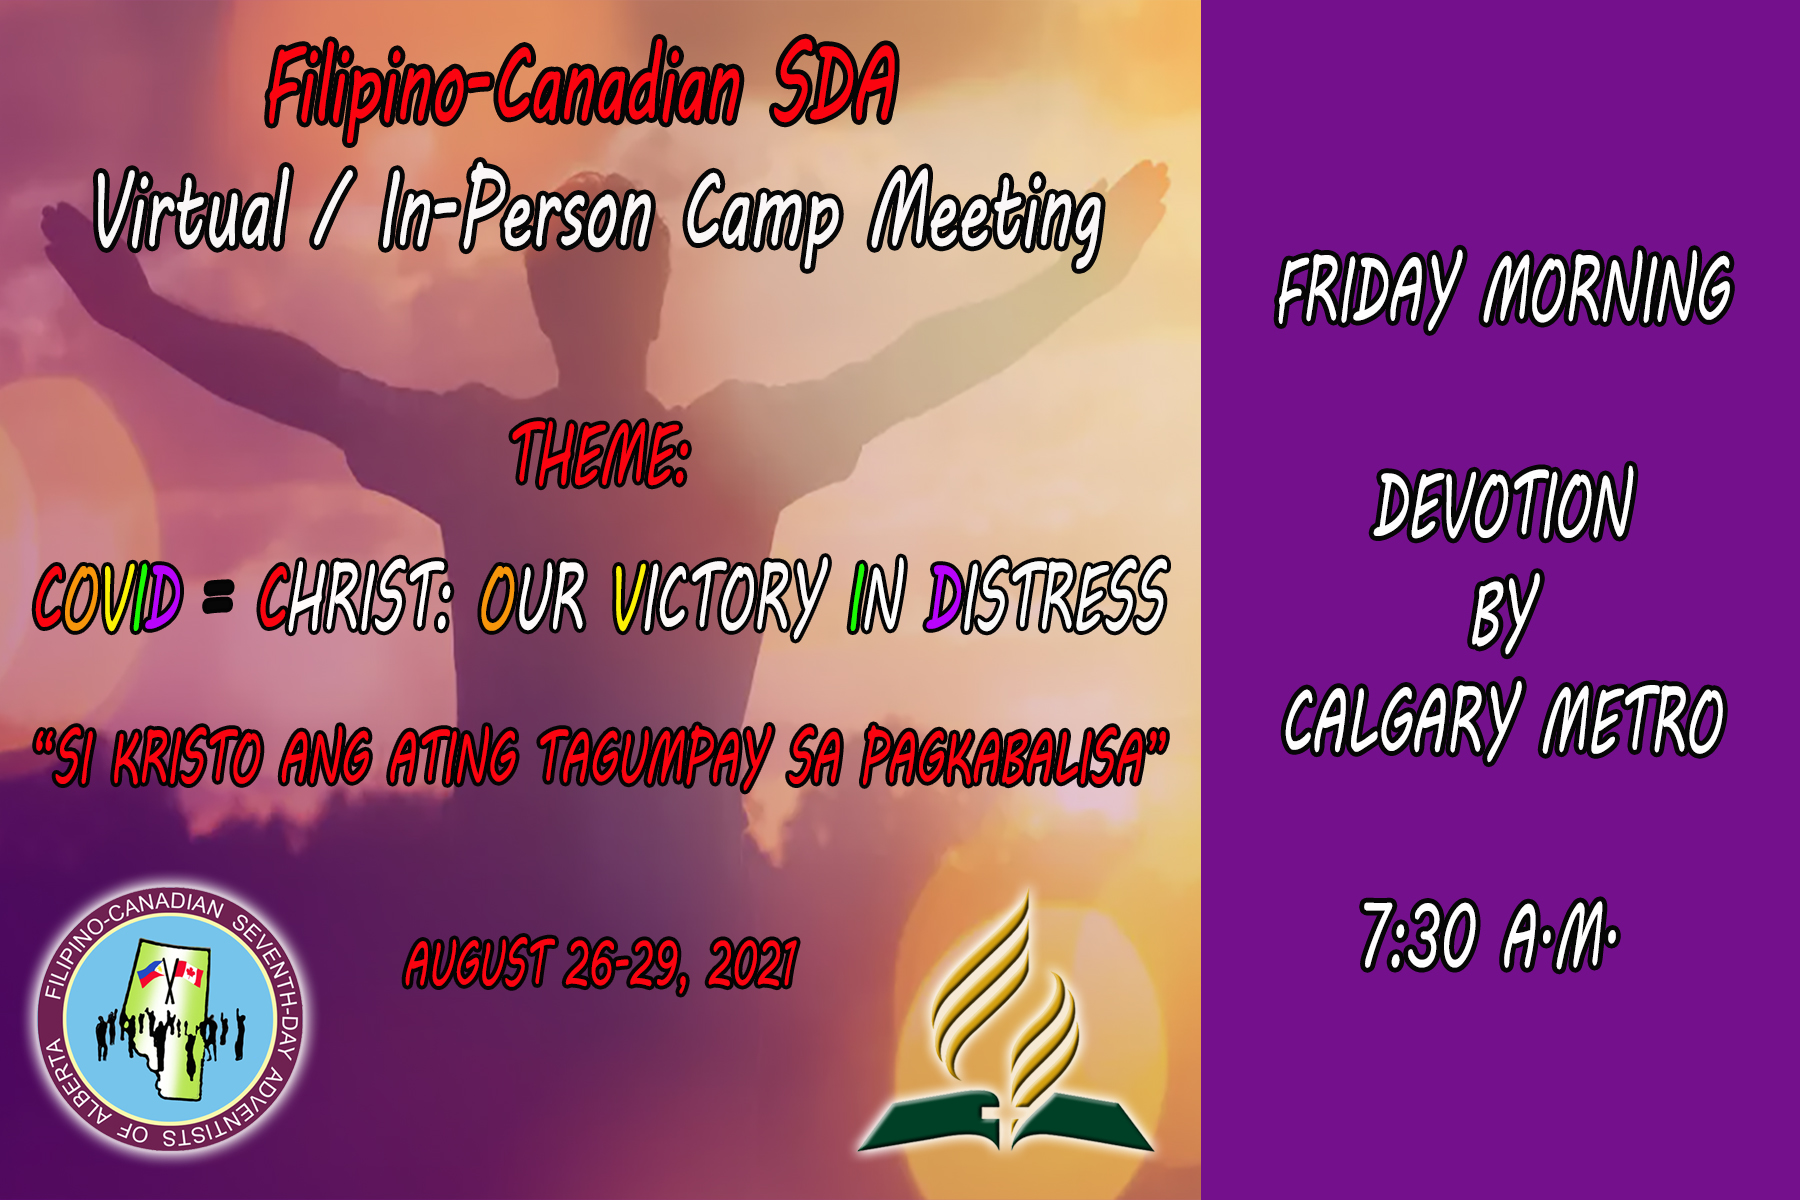 Filipino-Canadian SDA
Virtual / In-Person Camp Meeting
THEME:
COVID = CHRIST: OUR VICTORY IN DISTRESS
“SI KRISTO ANG ATING TAGUMPAY SA PAGKABALISA”
AUGUST 26-29, 2021
FILIPINO-CANADIAN SEVENTH-DAY ADVENTISTS OF ALBERTA
FRIDAY MORNING
DEVOTION
BY
CALGARY METRO
7:30 A.M.